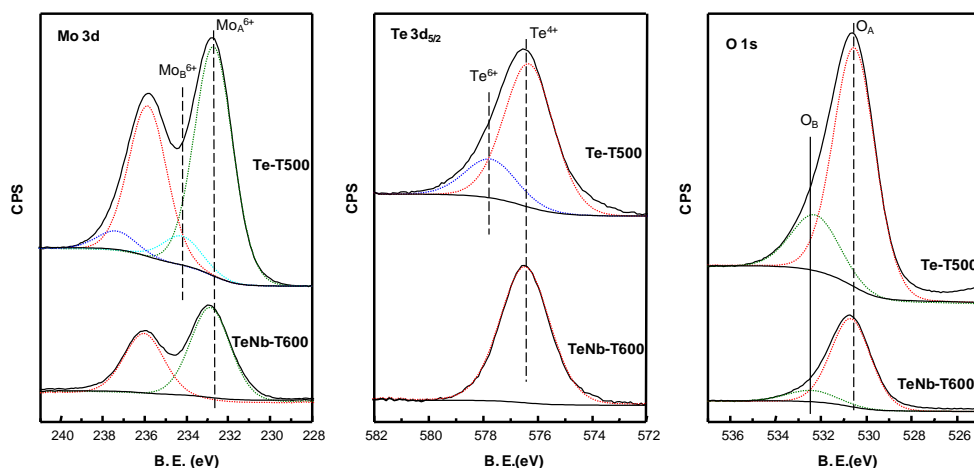 Mo 3d
Mo_A^6+
Mo_B^6+
Te-T500
TeNb-T600
CPS
240 238 236 234 232 230 228
B. E. (eV)
Te 3d_5/2
Te^4+
Te^6+
Te-T500
TeNb-T600
CPS
582 580 578 576 574 572
B. E.(eV)
O 1s
O_A
O_B
Te-T500
TeNb-T600
CPS
536 534 532 530 528 526
B. E.(eV)